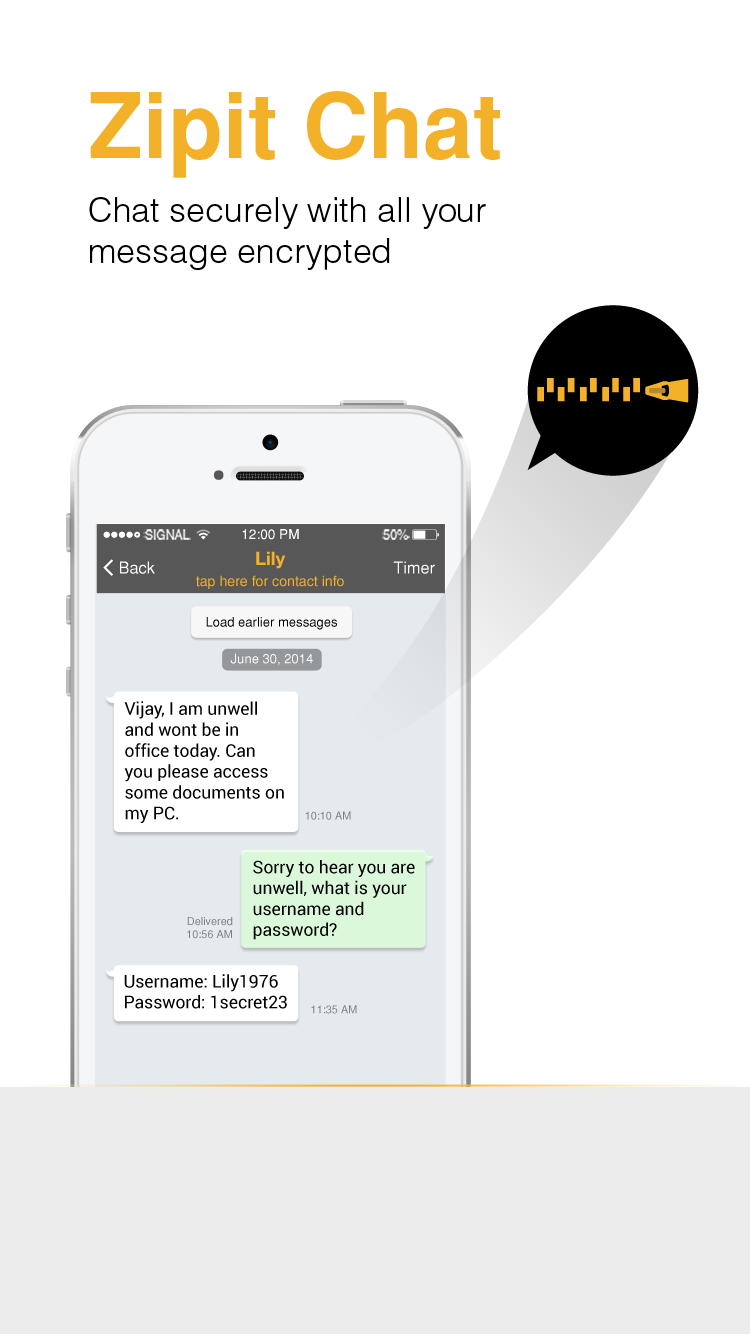 Zipit Chat
Chat securely with all your
message encrypted
SIGNAL 12:00 PM 50%
Back Lily Timer
tap here for contact info
Load earlier messages
June 30, 2014
Vijay, I am unwell
and wont be in
office today. Can
you please access
some documents on
my PC.
10:10 AM
Sorry to hear you are
unwell, what is your
username and
password?
Delivered
10:56 AM
Username: Lily1976
Password: 1secret23
11:35 AM